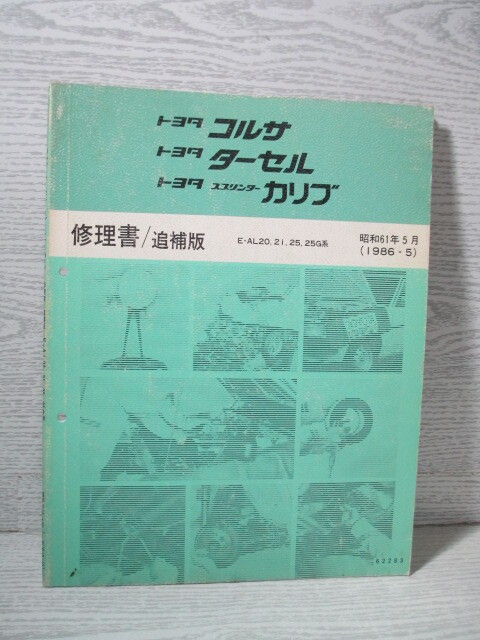 トヨタ コルサ
トヨタ ターセル
トヨタ スプリンター カリブ
修理書/追補版 E-AL20, 21, 25, 25G系 昭和61年5月
(1986-5)
62263